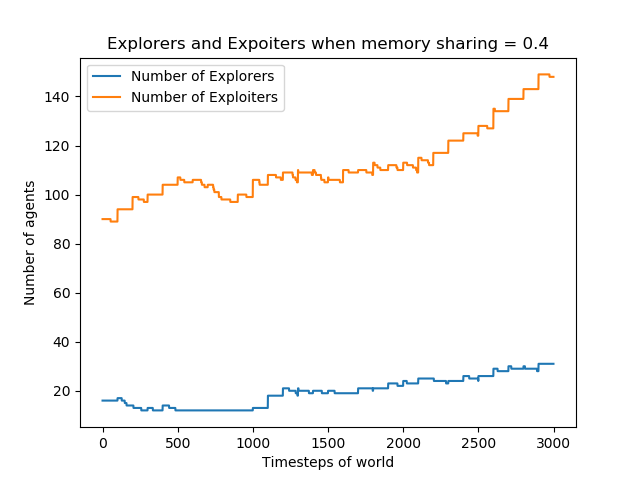 Explorers and Expoiters when memory sharing = 0.4
Number of Explorers
Number of Exploiters
140
120
100
80
60
40
20
Number of agents
0 500 1000 1500 2000 2500 3000
Timesteps of world